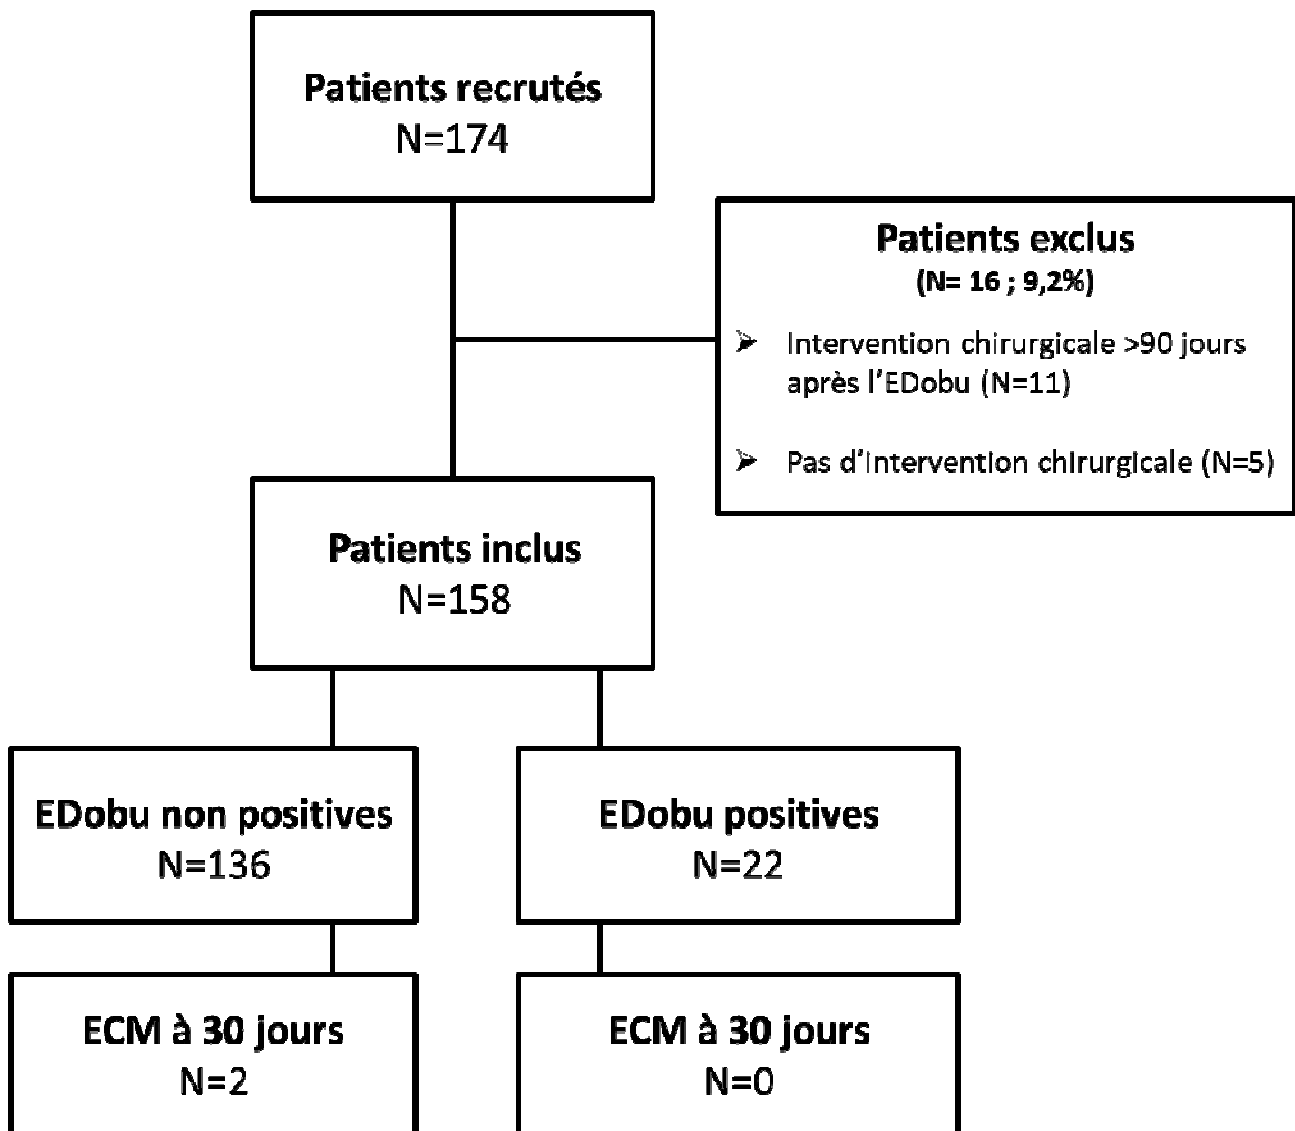 Patients recrutés
N=174
Patients exclus
(N= 16 ; 9,2%)
➢ Intervention chirurgicale >90 jours
après l'EDobu (N=11)
➢ Pas d'intervention chirurgicale (N=5)
Patients inclus
N=158
EDobu non positives
N=136
EDobu positives
N=22
ECM à 30 jours
N=2
ECM à 30 jours
N=0